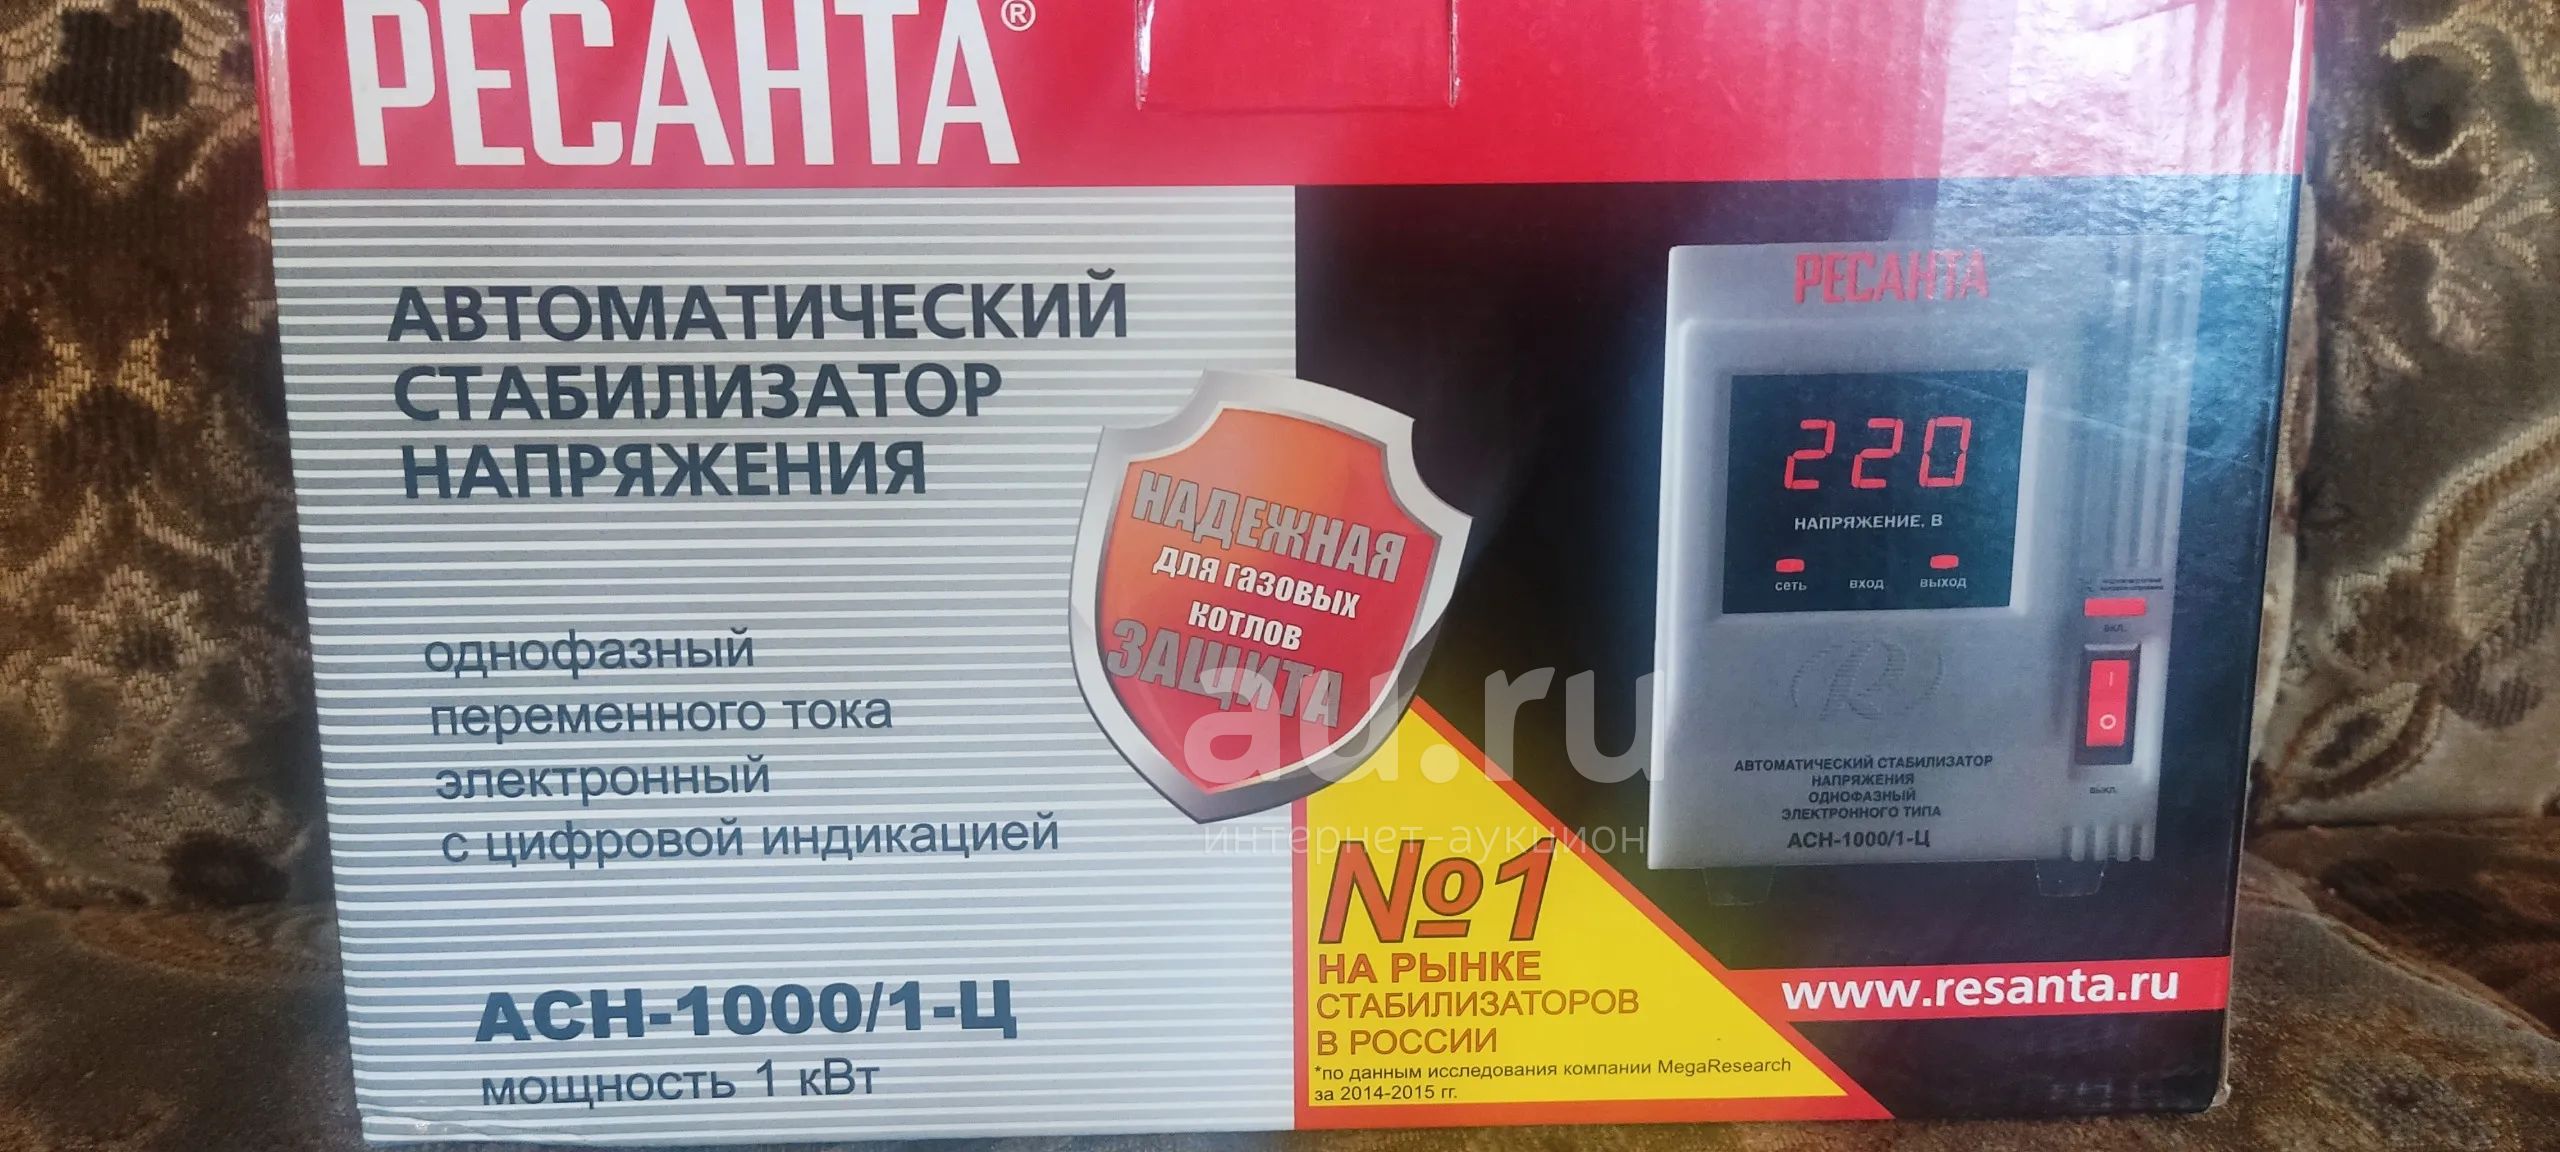 РЕСАНТА®
АВТОМАТИЧЕСКИЙ
СТАБИЛИЗАТОР
НАПРЯЖЕНИЯ
однофазный
переменного тока
электронный
с цифровой индикацией
АСН-1000/1-Ц
мощность 1 кВт
НАДЕЖНАЯ
для газовых
котлов
ЗАЩИТА
№1
НА РЫНКЕ
СТАБИЛИЗАТОРОВ
В РОССИИ
*по данным исследования компании MegaResearch
за 2014-2015 гг.
РЕСАНТА
220
НАПРЯЖЕНИЕ, В
сеть вход выход
ВКЛ.
ВЫКЛ.
АВТОМАТИЧЕСКИЙ СТАБИЛИЗАТОР
НАПРЯЖЕНИЯ
ОДНОФАЗНЫЙ
ЭЛЕКТРОННОГО ТИПА
АСН-1000/1-Ц
www.resanta.ru
au.ru
интернет-аукцион